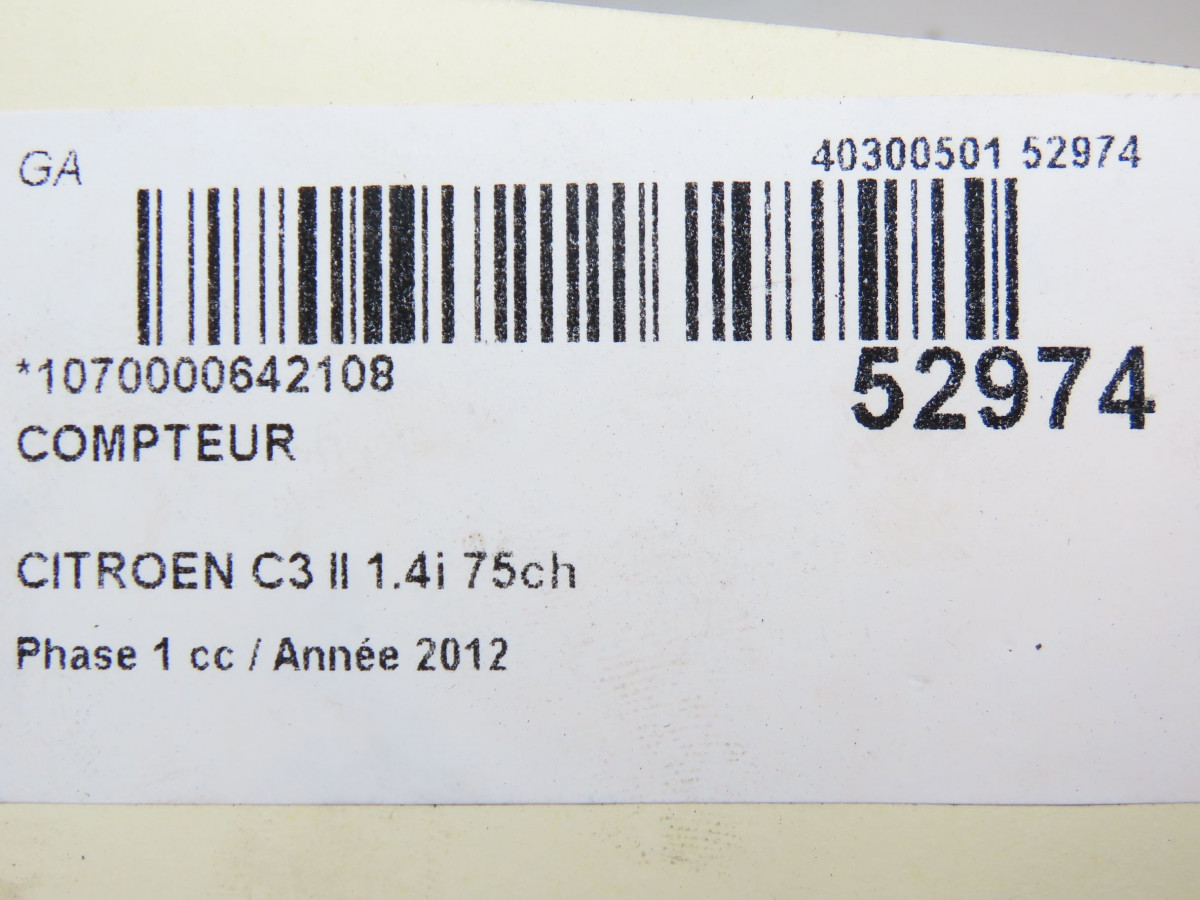 GA
40300501 52974
*1070000642108
52974
COMPTEUR
CITROEN C3 II 1.4i 75ch
Phase 1 cc / Année 2012